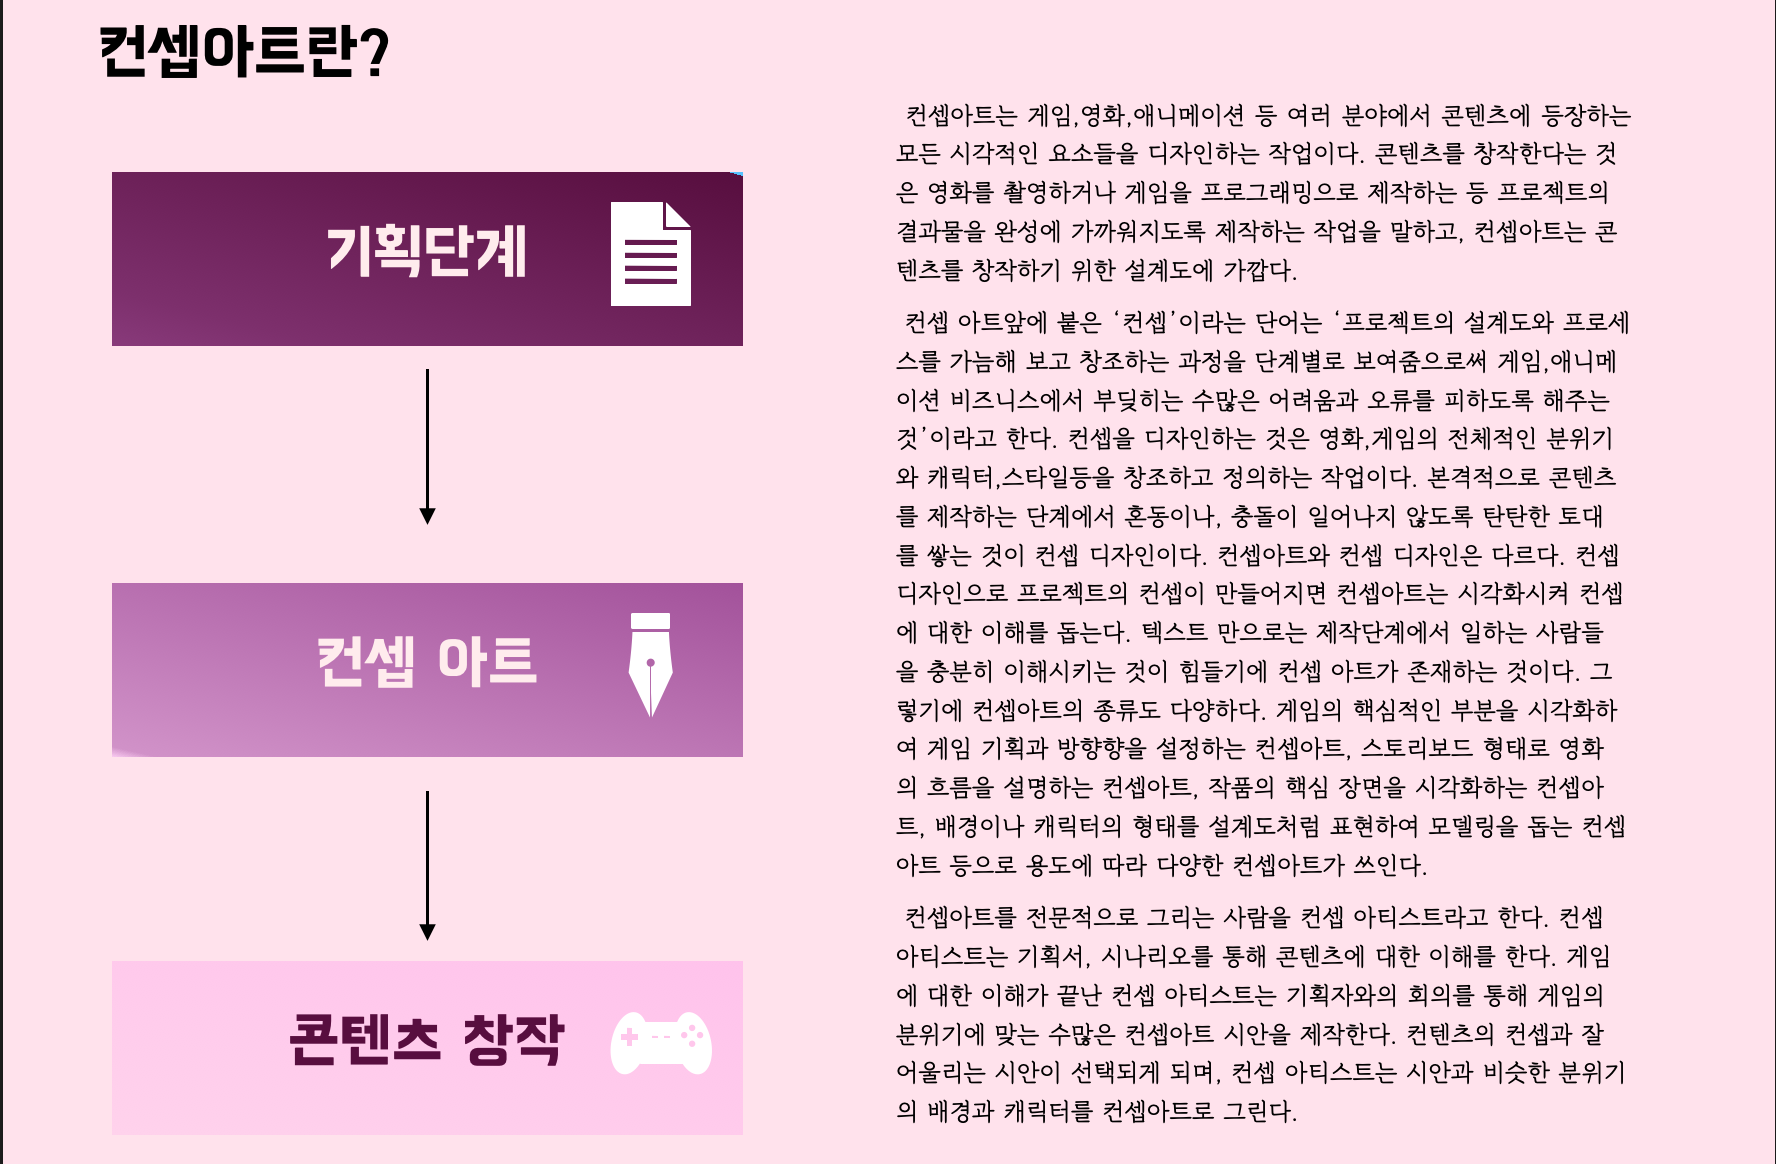 컨셉아트란?
기획단계
컨셉 아트
콘텐츠 창작
컨셉아트는 게임,영화,애니메이션 등 여러 분야에서 콘텐츠에 등장하는
모든 시각적인 요소들을 디자인하는 작업이다. 콘텐츠를 창작한다는 것
은 영화를 촬영하거나 게임을 프로그래밍으로 제작하는 등 프로젝트의
결과물을 완성에 가까워지도록 제작하는 작업을 말하고, 컨셉아트는 콘
텐츠를 창작하기 위한 설계도에 가깝다.
컨셉 아트앞에 붙은 ‘컨셉’이라는 단어는 ‘프로젝트의 설계도와 프로세
스를 가늠해 보고 창조하는 과정을 단계별로 보여줌으로써 게임,애니메
이션 비즈니스에서 부딪히는 수많은 어려움과 오류를 피하도록 해주는
것’이라고 한다. 컨셉을 디자인하는 것은 영화,게임의 전체적인 분위기
와 캐릭터,스타일등을 창조하고 정의하는 작업이다. 본격적으로 콘텐츠
를 제작하는 단계에서 혼동이나, 충돌이 일어나지 않도록 탄탄한 토대
를 쌓는 것이 컨셉 디자인이다. 컨셉아트와 컨셉 디자인은 다르다. 컨셉
디자인으로 프로젝트의 컨셉이 만들어지면 컨셉아트는 시각화시켜 컨셉
에 대한 이해를 돕는다. 텍스트 만으로는 제작단계에서 일하는 사람들
을 충분히 이해시키는 것이 힘들기에 컨셉 아트가 존재하는 것이다. 그
렇기에 컨셉아트의 종류도 다양하다. 게임의 핵심적인 부분을 시각화하
여 게임 기획과 방향향을 설정하는 컨셉아트, 스토리보드 형태로 영화
의 흐름을 설명하는 컨셉아트, 작품의 핵심 장면을 시각화하는 컨셉아
트, 배경이나 캐릭터의 형태를 설계도처럼 표현하여 모델링을 돕는 컨셉
아트 등으로 용도에 따라 다양한 컨셉아트가 쓰인다.
컨셉아트를 전문적으로 그리는 사람을 컨셉 아티스트라고 한다. 컨셉
아티스트는 기획서, 시나리오를 통해 콘텐츠에 대한 이해를 한다. 게임
에 대한 이해가 끝난 컨셉 아티스트는 기획자와의 회의를 통해 게임의
분위기에 맞는 수많은 컨셉아트 시안을 제작한다. 컨텐츠의 컨셉과 잘
어울리는 시안이 선택되게 되며, 컨셉 아티스트는 시안과 비슷한 분위기
의 배경과 캐릭터를 컨셉아트로 그린다.